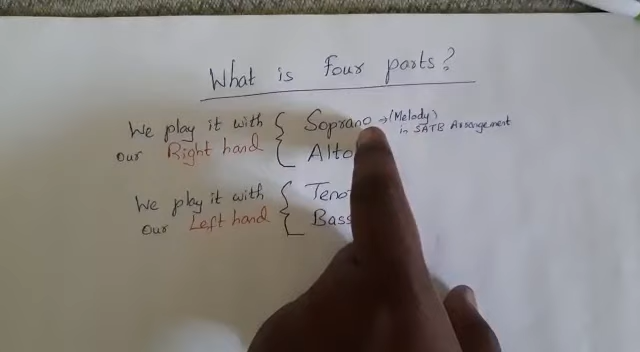 What is four parts?
We play it with { Soprano → (Melody)
in SATB Arrangement
our Right hand { Alto
We play it with {
our Left hand { Bass